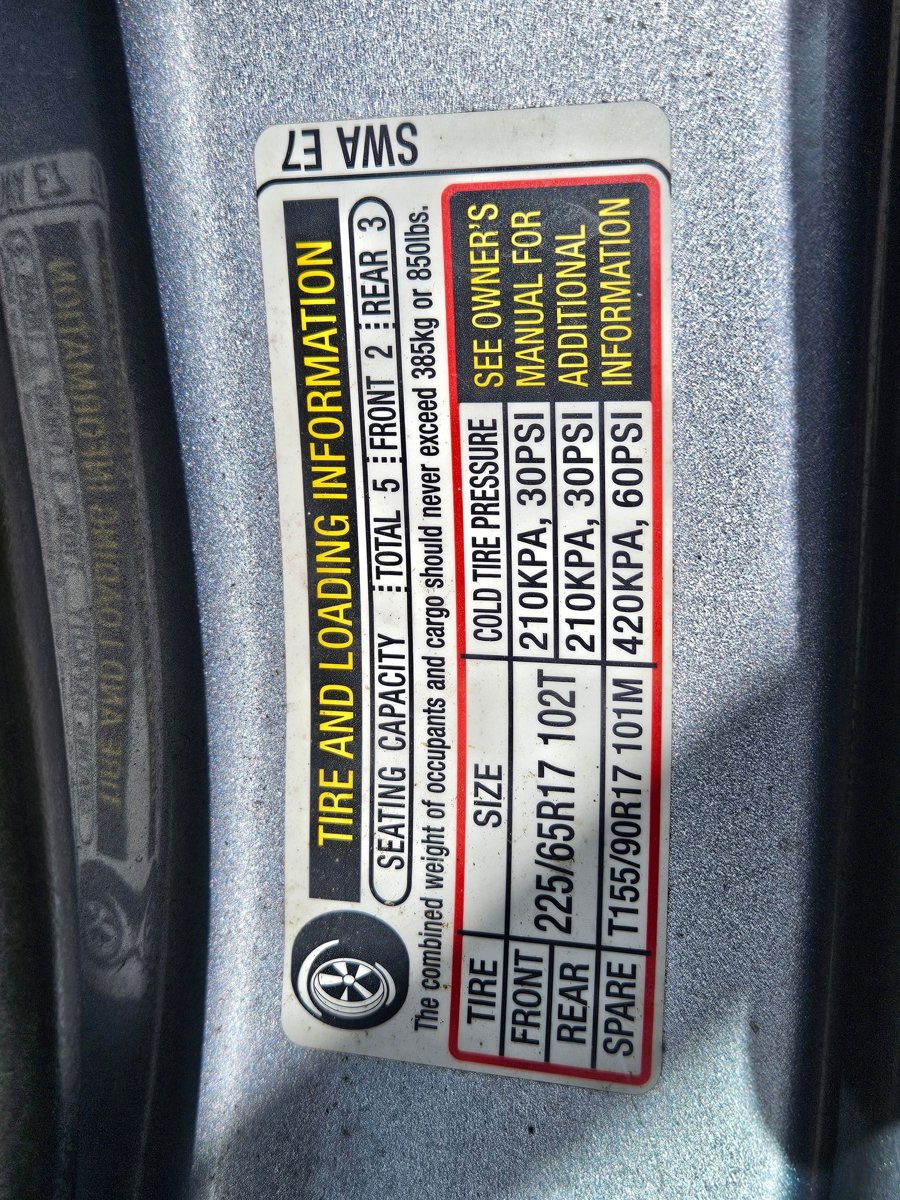 SWA E7
TIRE AND LOADING INFORMATION
SEATING CAPACITY TOTAL 5 FRONT 2 REAR 3
The combined weight of occupants and cargo should never exceed 385kg or 850lbs.
TIRE SIZE COLD TIRE PRESSURE
FRONT 225/65R17 102T 210KPA, 30PSI
REAR 210KPA, 30PSI
SPARE T155/90R17 101M 420KPA, 60PSI
SEE OWNER'S
MANUAL FOR
ADDITIONAL
INFORMATION